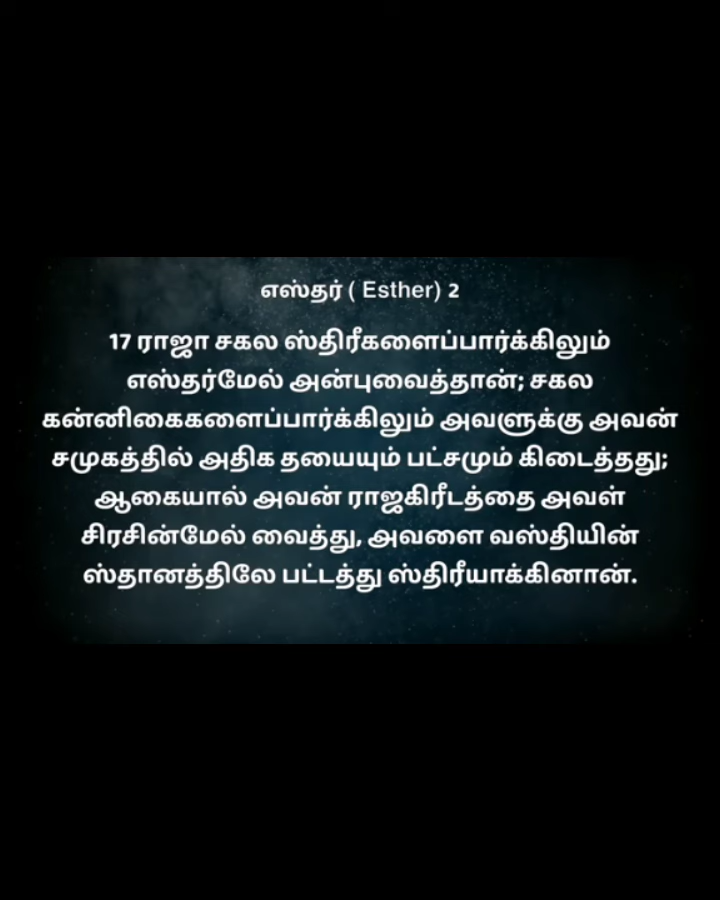 எஸ்தர் ( Esther) 2
17 ராஜா சகல ஸ்திரீகளைப்பார்க்கிலும்
எஸ்தர்மேல் அன்புவைத்தான்; சகல
கன்னிகைகளைப்பார்க்கிலும் அவளுக்கு அவன்
சமுகத்தில் அதிக தயையும் பட்சமும் கிடைத்தது;
ஆகையால் அவன் ராஜகிரீடத்தை அவள்
சிரசின்மேல் வைத்து, அவளை வஸ்தியின்
ஸ்தானத்திலே பட்டத்து ஸ்திரீயாக்கினான்.